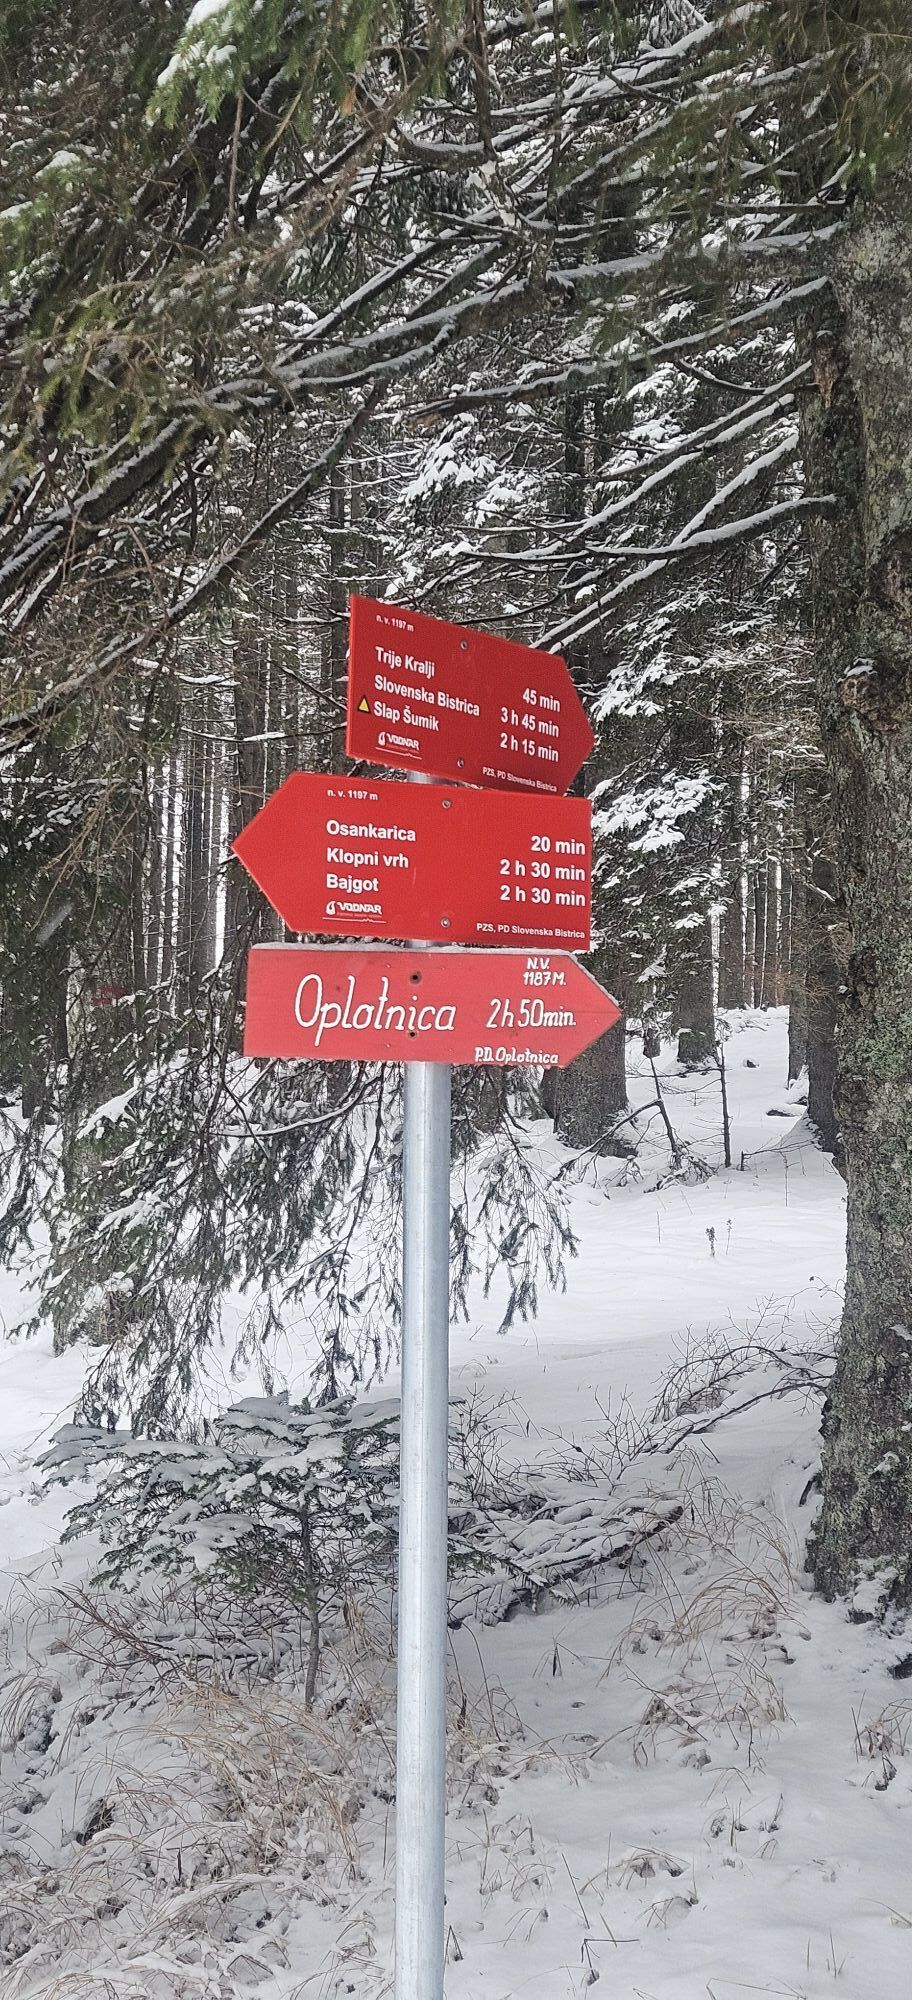 n. v. 1197 m
Trije Kralji 45 min
Slovenska Bistrica 3 h 45 min
Slap Šumik 2 h 15 min
VODNAR
PZS, PD Slovenska Bistrica
n. v. 1197 m
Osankarica 20 min
Klopni vrh 2 h 30 min
Bajgot 2 h 30 min
VODNAR
PZS, PD Slovenska Bistrica
N.V.
1187 M.
Oplotnica 2h 50min.
P.D. Oplotnica